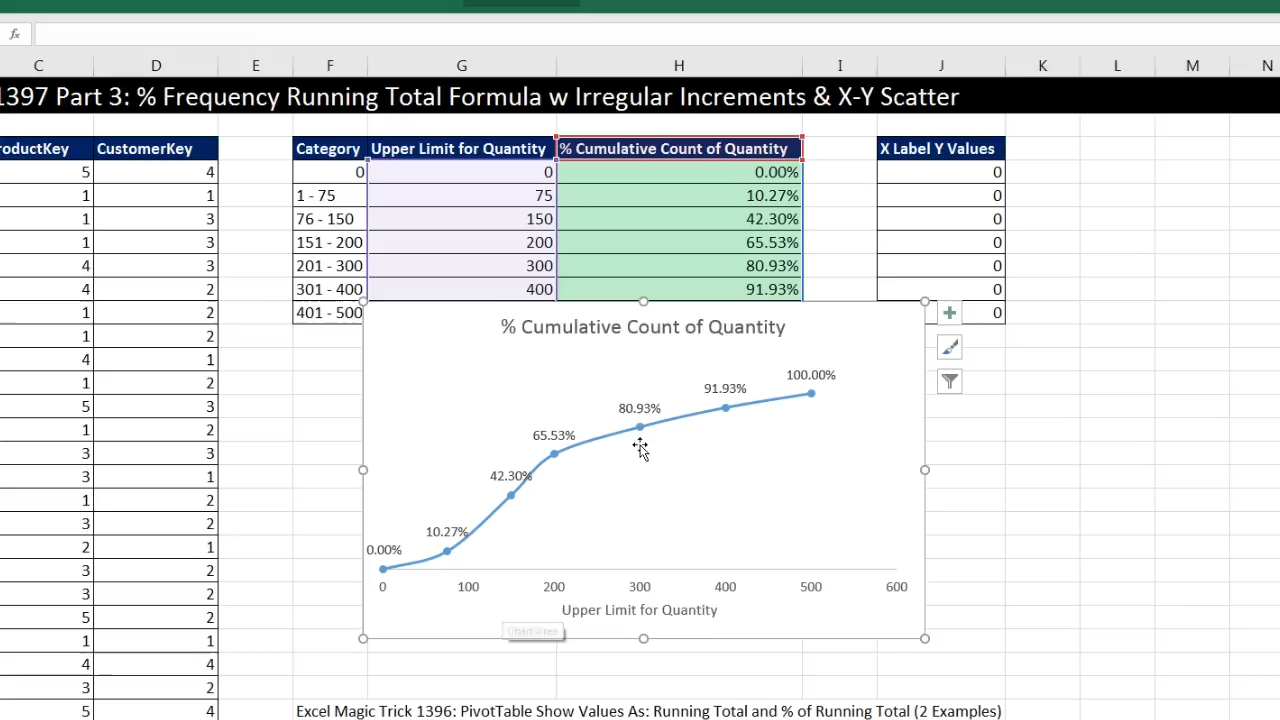 fx
C D E F G H I J K L M N
1397 Part 3: % Frequency Running Total Formula w Irregular Increments & X-Y Scatter
roductKey CustomerKey Category Upper Limit for Quantity % Cumulative Count of Quantity X Label Y Values
5 4 0 0 0.00% 0
1 1 1 - 75 75 10.27% 0
1 3 76 - 150 150 42.30% 0
1 3 151 - 200 200 65.53% 0
4 3 201 - 300 300 80.93% 0
4 2 301 - 400 400 91.93% 0
1 2 401 - 500 0
1 2
4 1
1 2
5 3
1 2
3 3
3 1
1 2
3 2
2 1
3 2
3 2
5 2
1 1
4 4
3 2
5 4
% Cumulative Count of Quantity
100.00%
91.93%
80.93%
65.53%
42.30%
10.27%
0.00%
0 100 200 300 400 500 600
Upper Limit for Quantity
Chart Area
Excel Magic Trick 1396: PivotTable Show Values As: Running Total and % of Running Total (2 Examples)